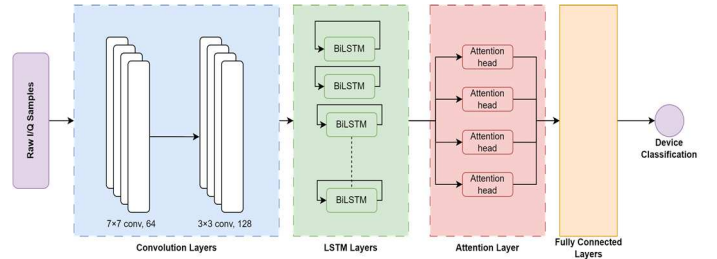 Raw I/Q Samples
7×7 conv, 64
3×3 conv, 128
Convolution Layers
BiLSTM
BiLSTM
BiLSTM
BiLSTM
LSTM Layers
Attention
head
Attention
head
Attention
head
Attention
head
Attention Layer
Fully Connected
Layers
Device
Classification